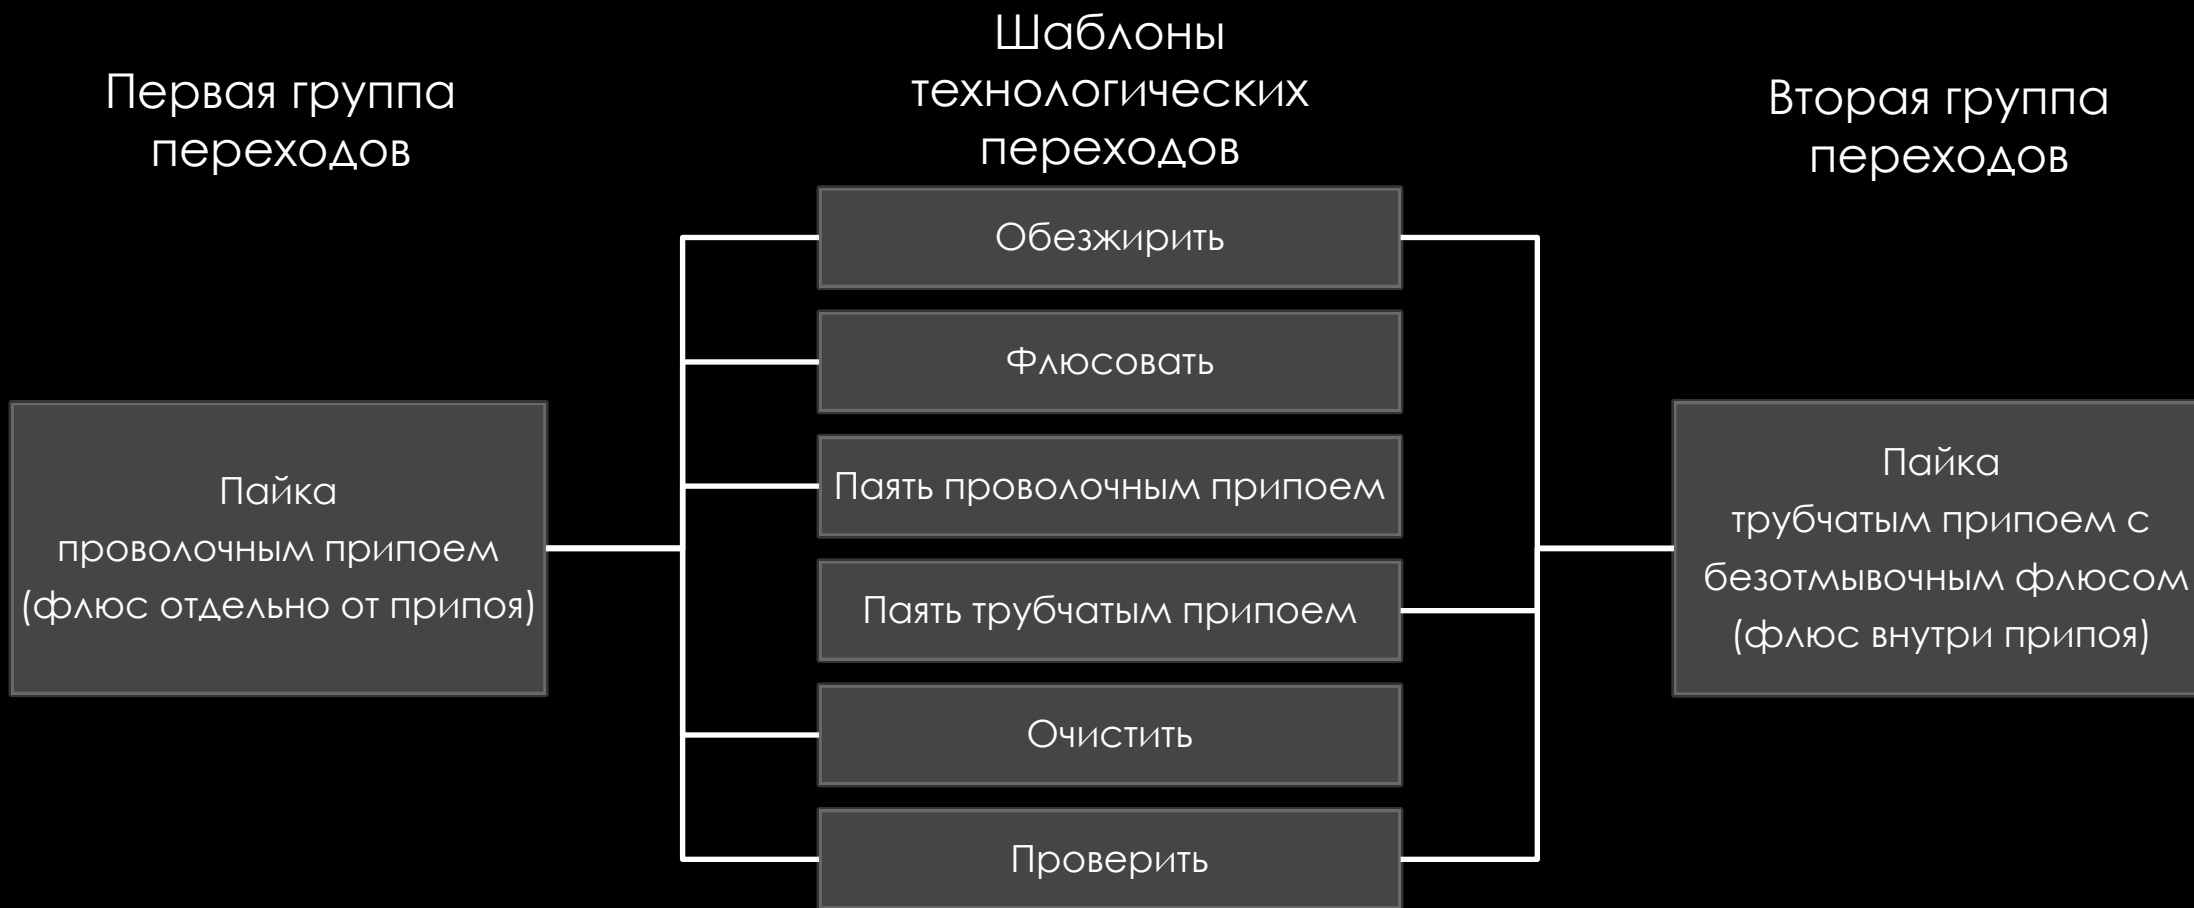 Первая группа
переходов
Шаблоны
технологических
переходов
Вторая группа
переходов
Пайка
проволочным припоем
(флюс отдельно от припоя)
Обезжирить
Флюсовать
Паять проволочным припоем
Паять трубчатым припоем
Очистить
Проверить
Пайка
трубчатым припоем с
безотмывочным флюсом
(флюс внутри припоя)